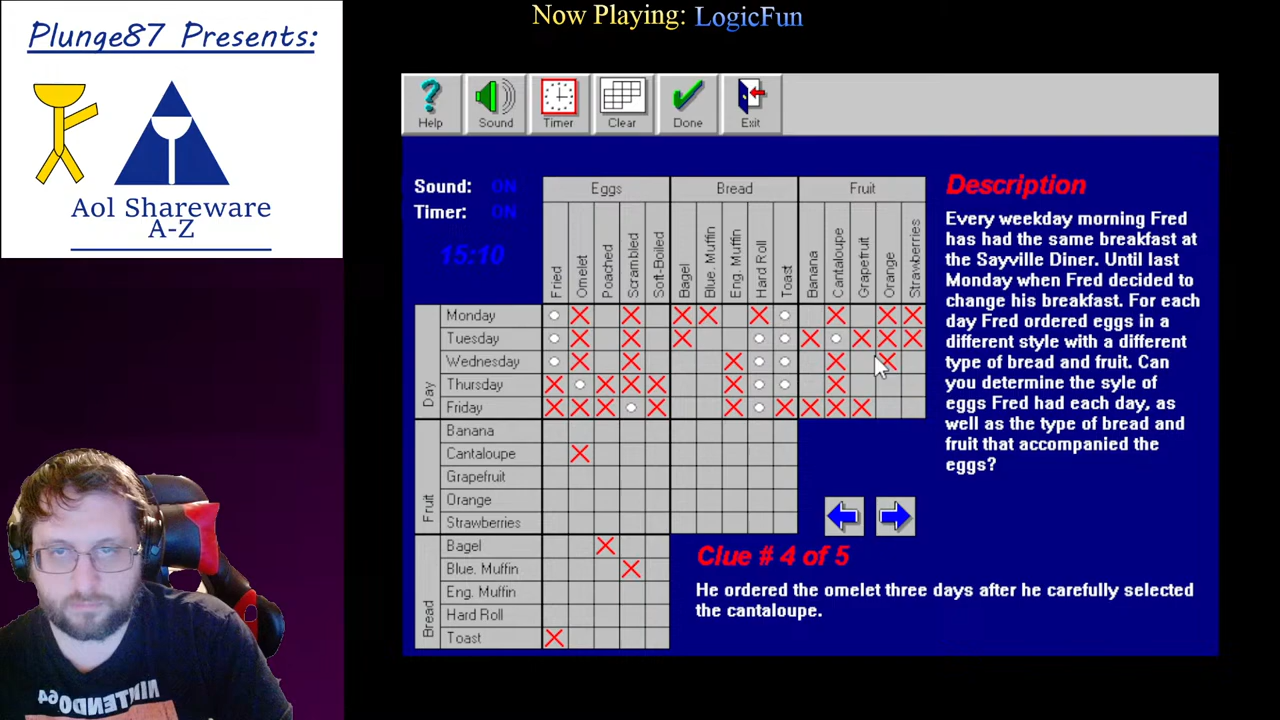 Now Playing: LogicFun
Plunge87 Presents:
Aol Shareware
A-Z
Help
Sound
Timer
Clear
Done
Exit
Sound: ON
Timer: ON
15:10
Eggs
Bread
Fruit
Fried
Omelet
Poached
Scrambled
Soft-Boiled
Bagel
Blue. Muffin
Eng. Muffin
Hard Roll
Toast
Banana
Cantaloupe
Grapefruit
Orange
Strawberries
Day
Monday
Tuesday
Wednesday
Thursday
Friday
Fruit
Banana
Cantaloupe
Grapefruit
Orange
Strawberries
Bread
Bagel
Blue. Muffin
Eng. Muffin
Hard Roll
Toast
Description
Every weekday morning Fred
has had the same breakfast at
the Sayville Diner. Until last
Monday when Fred decided to
change his breakfast. For each
day Fred ordered eggs in a
different style with a different
type of bread and fruit. Can
you determine the syle of
eggs Fred had each day, as
well as the type of bread and
fruit that accompanied the
eggs?
Clue # 4 of 5
He ordered the omelet three days after he carefully selected
the cantaloupe.
NINTENDO64